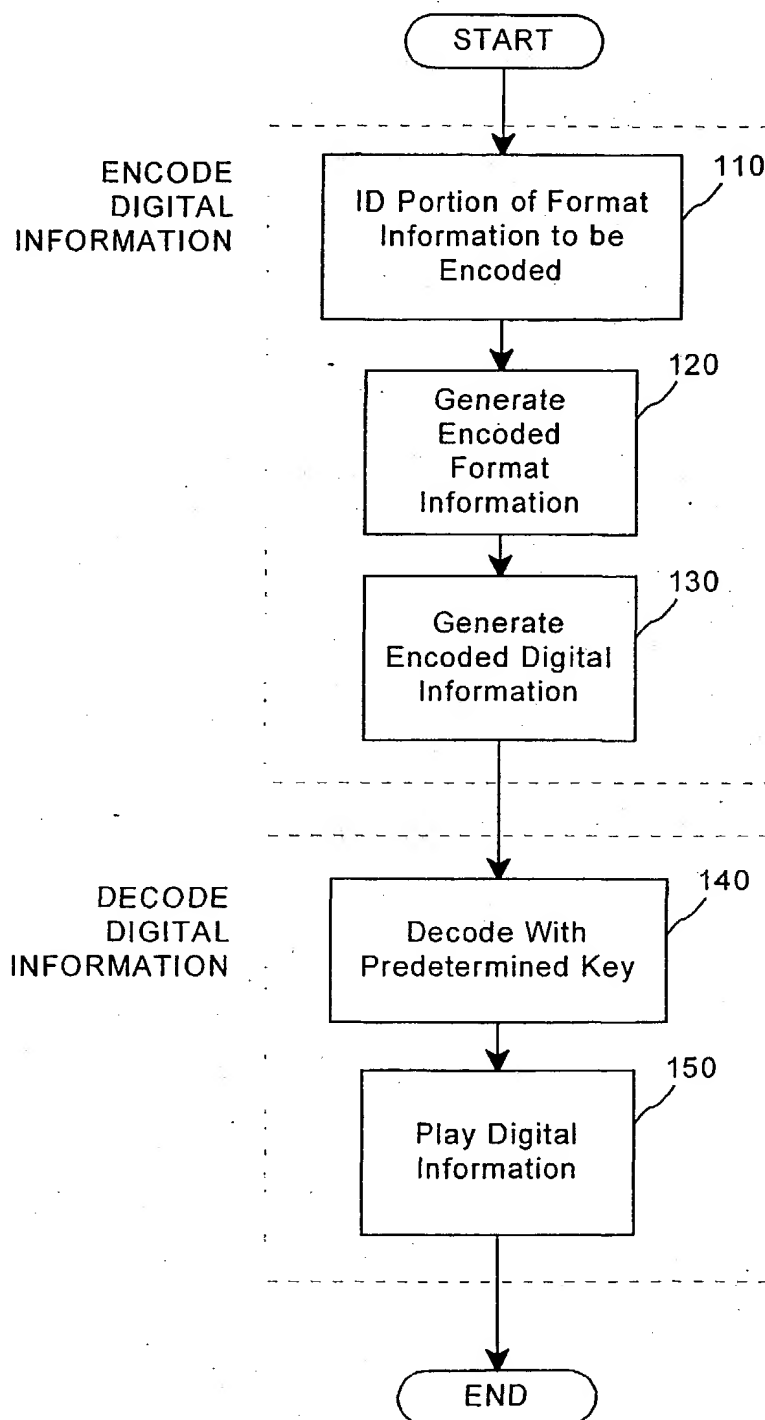 START
ENCODE
DIGITAL
INFORMATION
110
ID Portion of Format
Information to be
Encoded
120
Generate
Encoded
Format
Information
130
Generate
Encoded Digital
Information
DECODE
DIGITAL
INFORMATION
140
Decode With
Predetermined Key
150
Play Digital
Information
END